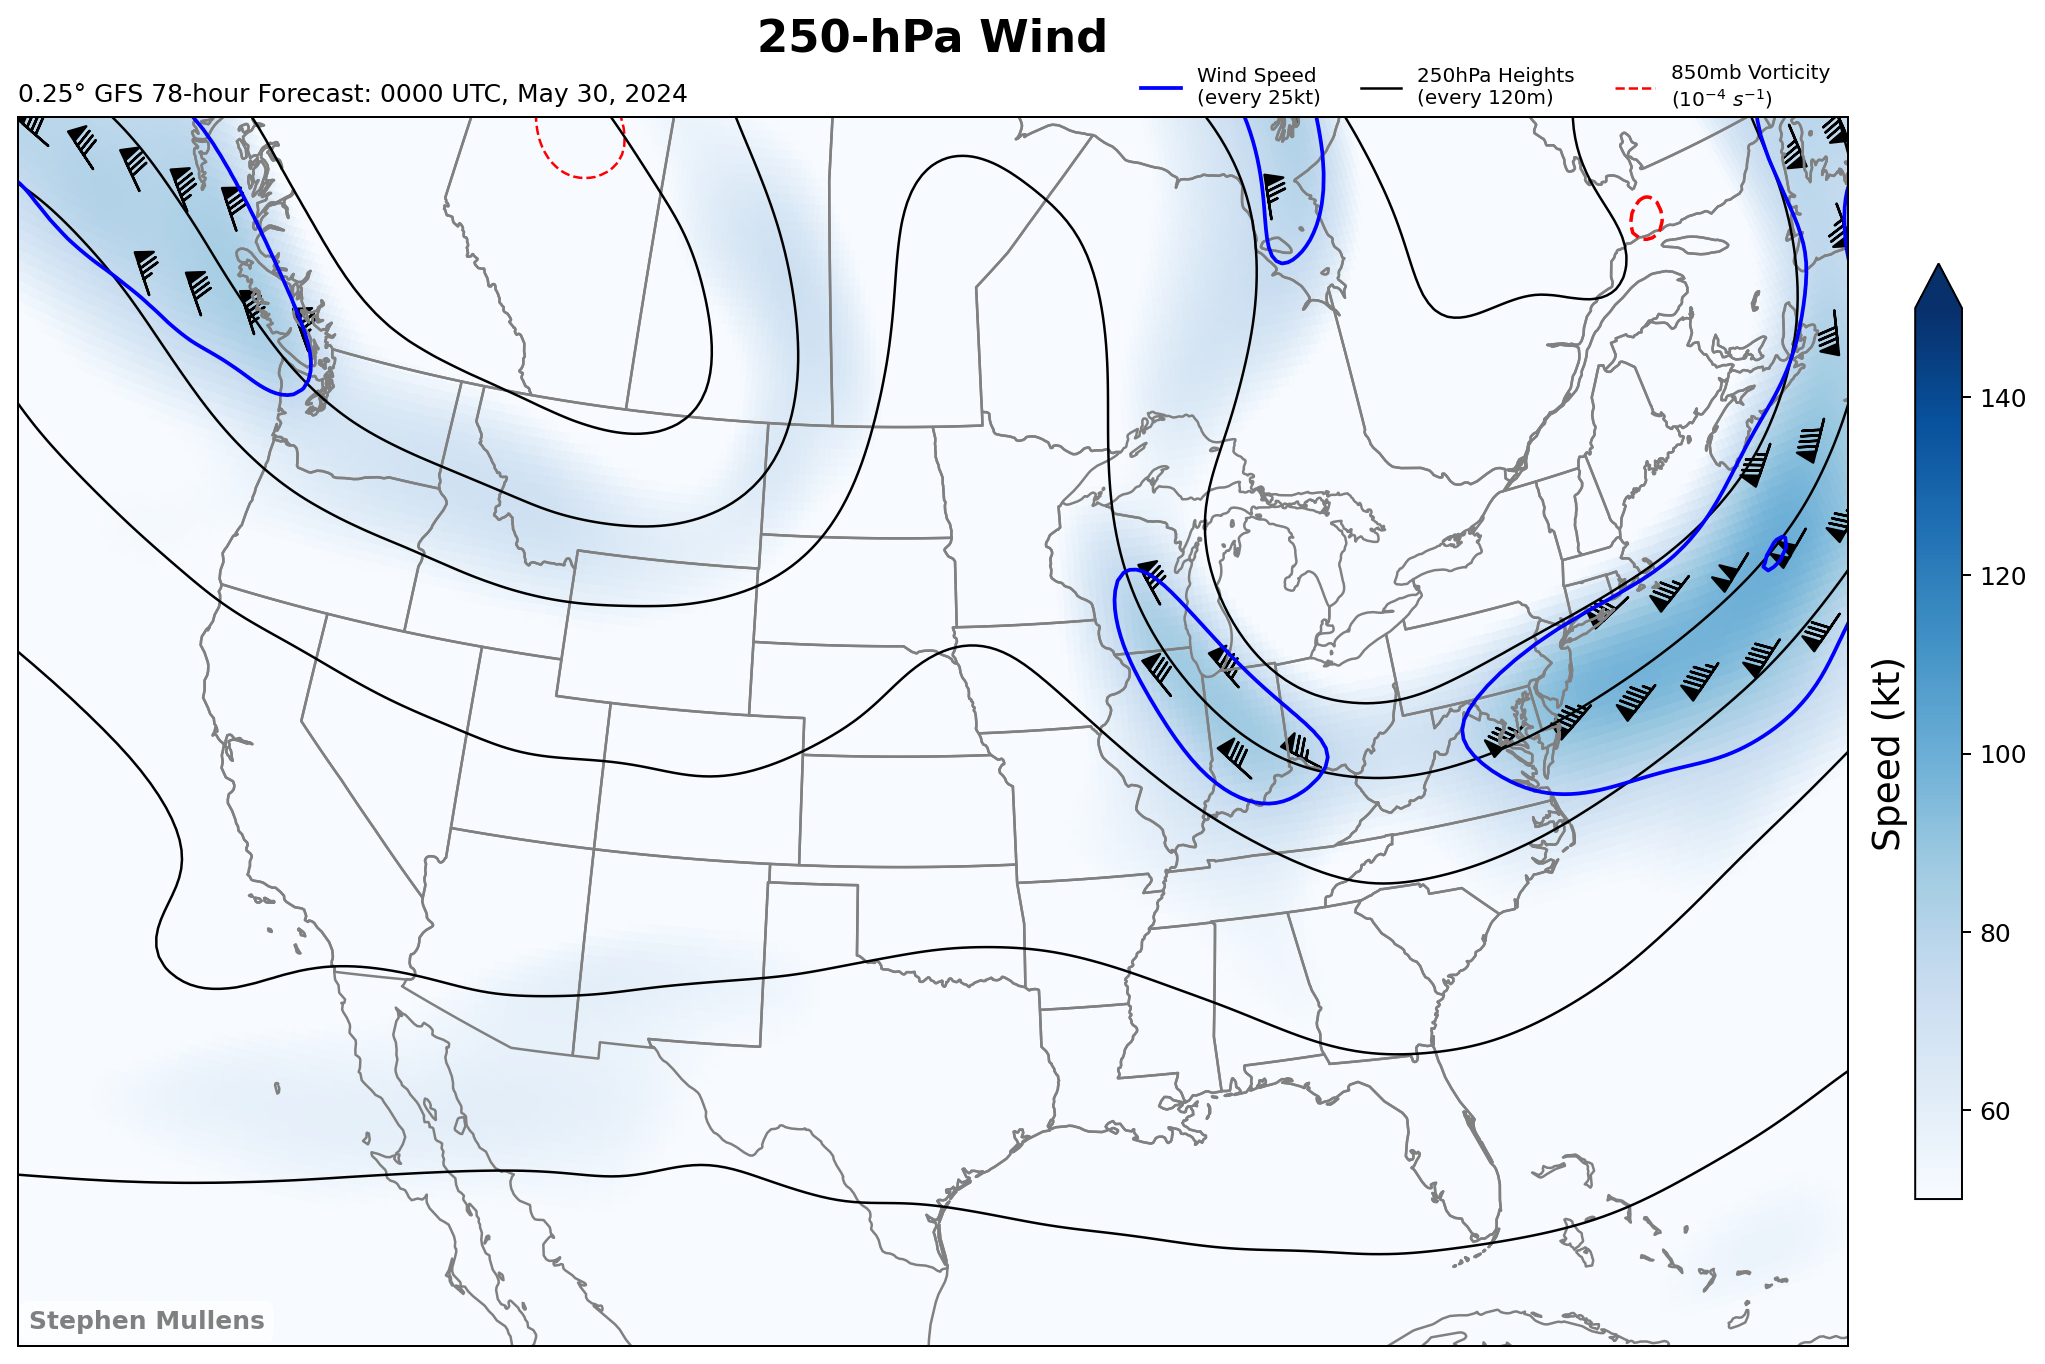 250-hPa Wind
0.25° GFS 78-hour Forecast: 0000 UTC, May 30, 2024
Wind Speed
(every 25kt)
250hPa Heights
(every 120m)
850mb Vorticity
(10⁻⁴ s⁻¹)
140
120
100
80
60
Speed (kt)
Stephen Mullens